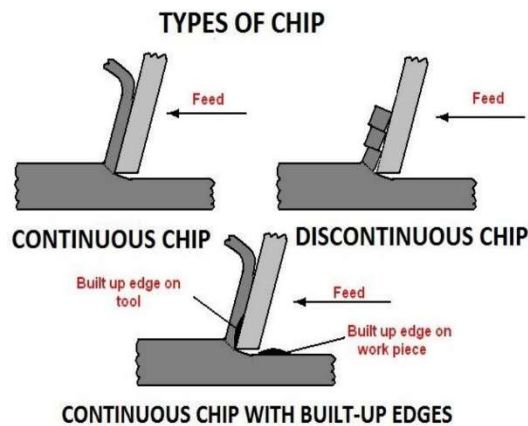 TYPES OF CHIP
Feed
Feed
CONTINUOUS CHIP
DISCONTINUOUS CHIP
Built up edge on
tool
Feed
Built up edge on
work piece
CONTINUOUS CHIP WITH BUILT-UP EDGES